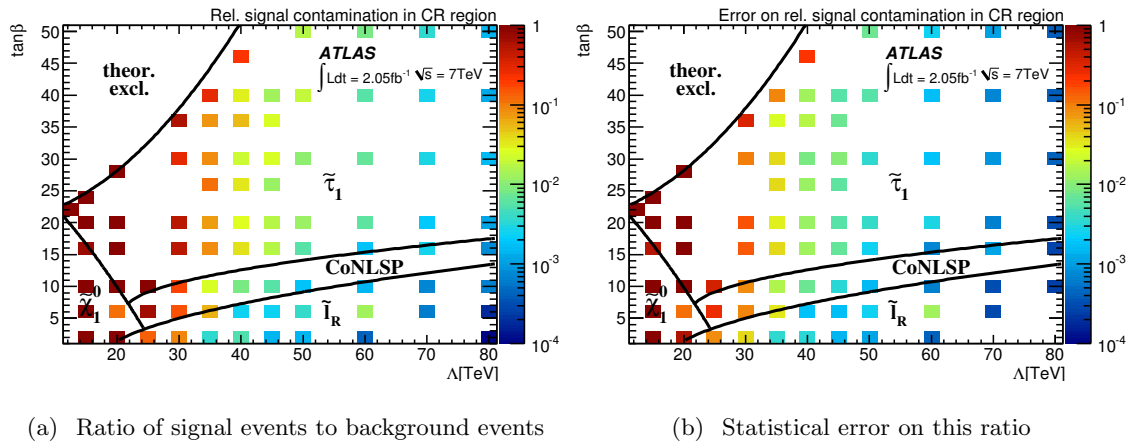 Rel. signal contamination in CR region
tanβ
50
45
40
35
30
25
20
15
10
5
theor.
excl.
ATLAS
∫Ldt = 2.05fb⁻¹ √s = 7TeV
τ̃₁
CoNLSP
χ̃₁⁰
l̃_R
20 30 40 50 60 70 80
Λ[TeV]
1
10⁻¹
10⁻²
10⁻³
10⁻⁴
(a) Ratio of signal events to background events
Error on rel. signal contamination in CR region
tanβ
50
45
40
35
30
25
20
15
10
5
theor.
excl.
ATLAS
∫Ldt = 2.05fb⁻¹ √s = 7TeV
τ̃₁
CoNLSP
χ̃₁⁰
l̃_R
20 30 40 50 60 70 80
Λ[TeV]
1
10⁻¹
10⁻²
10⁻³
10⁻⁴
(b) Statistical error on this ratio